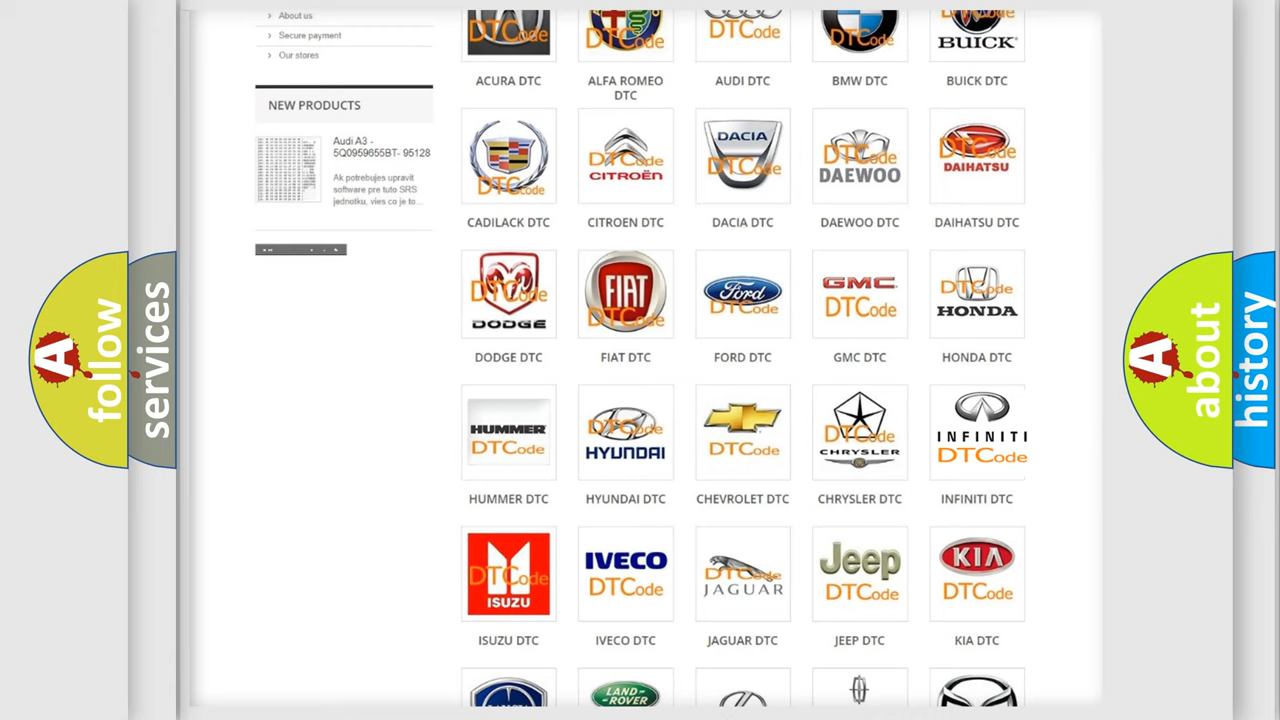 About us
Secure payment
Our stores
NEW PRODUCTS
Audi A3 -
5Q0959655BT- 95128
Ak potrebujes upravit
software pre tuto SRS
jednotku, vies co je to...
DTCode
DTCode
DTCode
DTCode
BUICK
ACURA DTC
ALFA ROMEO
DTC
AUDI DTC
BMW DTC
BUICK DTC
DTCode
DTCode
CITROËN
DACIA
DTCode
DTCode
DAEWOO
DTCode
DAIHATSU
CADILACK DTC
CITROEN DTC
DACIA DTC
DAEWOO DTC
DAIHATSU DTC
DTCode
DODGE
FIAT
DTCode
Ford
DTCode
GMC
DTCode
DTCode
HONDA
DODGE DTC
FIAT DTC
FORD DTC
GMC DTC
HONDA DTC
HUMMER
DTCode
DTCode
HYUNDAI
DTCode
DTCode
CHRYSLER
INFINITI
DTCode
HUMMER DTC
HYUNDAI DTC
CHEVROLET DTC
CHRYSLER DTC
INFINITI DTC
DTCode
ISUZU
IVECO
DTCode
DTCode
JAGUAR
Jeep
DTCode
KIA
DTCode
ISUZU DTC
IVECO DTC
JAGUAR DTC
JEEP DTC
KIA DTC
LAND-
ROVER
A follow
services
A about
history